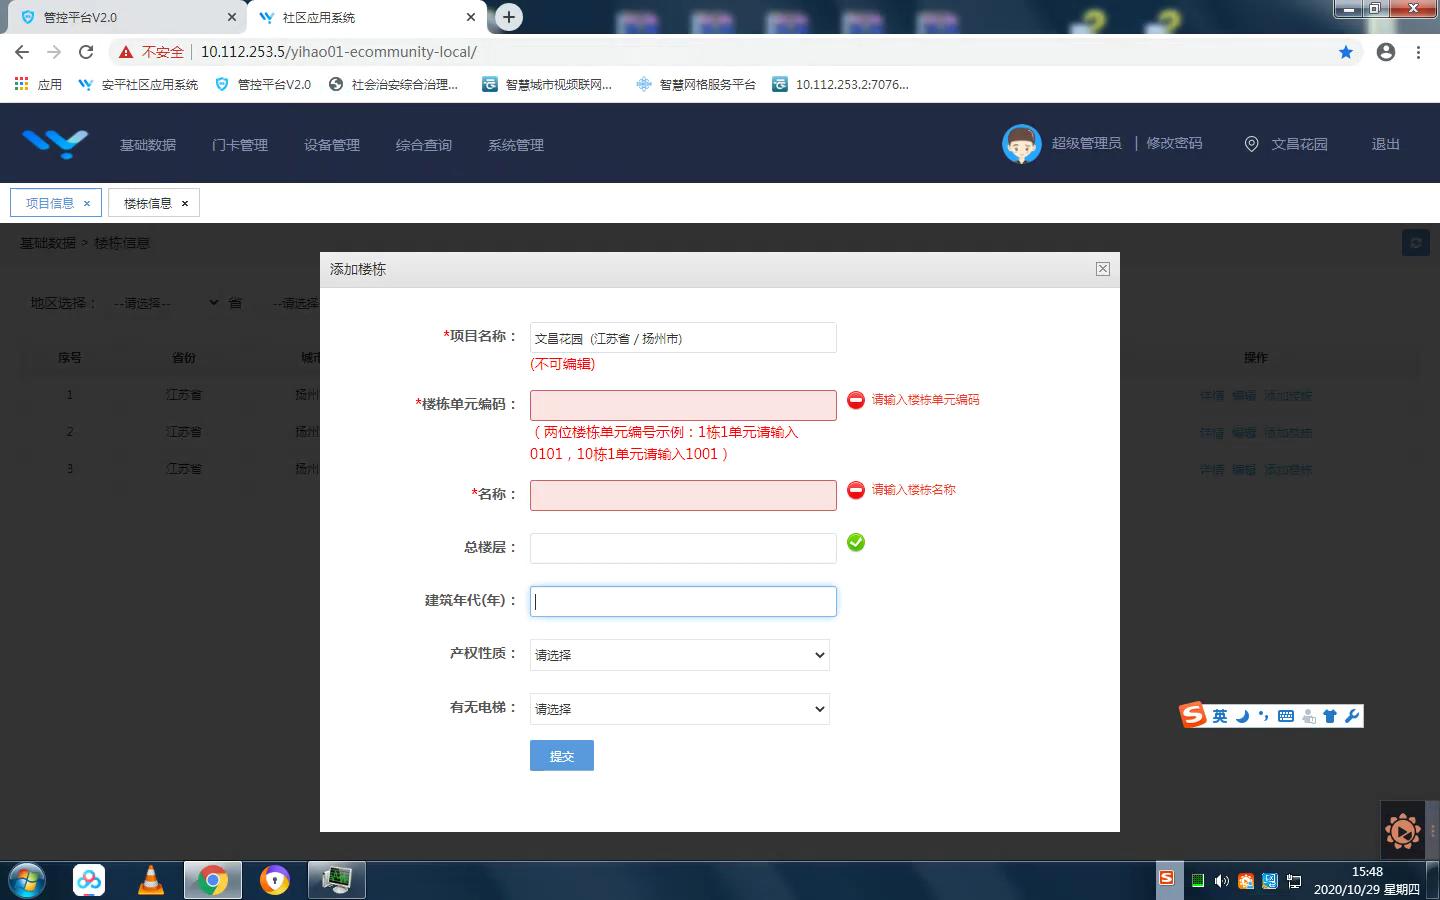 管控平台V2.0
社区应用系统
不安全
10.112.253.5/yihao01-ecommunity-local/
应用
安平社区应用系统
管控平台V2.0
社会治安综合治理...
智慧城市视频联网...
智慧网格服务平台
10.112.253.2:7076...
基础数据
门卡管理
设备管理
综合查询
系统管理
超级管理员 | 修改密码
文昌花园
退出
项目信息 ×
楼栋信息 ×
基础数据 > 楼栋信息
地区选择： --请选择-- 省 --请选择
序号 省份 城市 操作
1 江苏省 扬州 详情 编辑 添加楼栋
2 江苏省 扬州 详情 编辑 添加楼栋
3 江苏省 扬州 详情 编辑 添加楼栋
添加楼栋
*项目名称： 文昌花园 (江苏省 / 扬州市)
(不可编辑)
*楼栋单元编码： 请输入楼栋单元编码
（两位楼栋单元编号示例：1栋1单元请输入
0101，10栋1单元请输入1001）
*名称： 请输入楼栋名称
总楼层：
建筑年代(年)：
产权性质： 请选择
有无电梯： 请选择
提交
英
15:48
2020/10/29 星期四